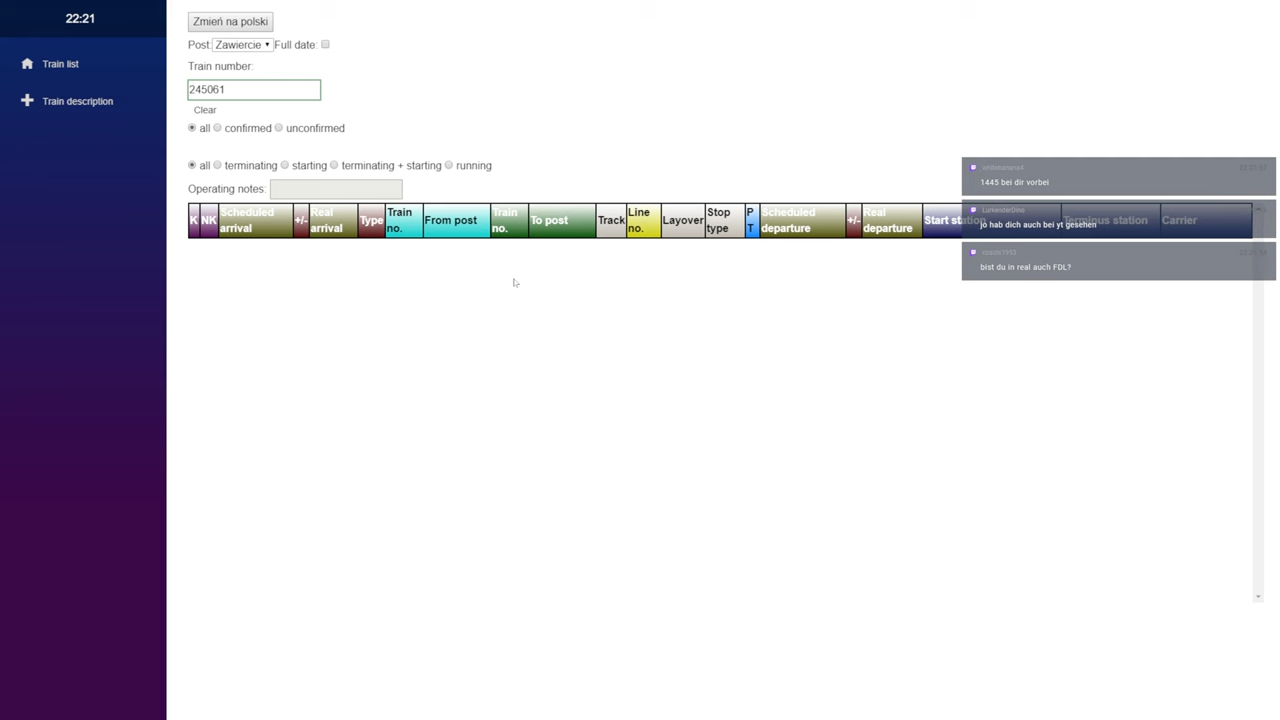 22:21
Train list
Train description
Zmień na polski
Post: Zawiercie Full date:
Train number:
245061
Clear
all confirmed unconfirmed
all terminating starting terminating + starting running
Operating notes:
K NK Scheduled arrival +/- Real arrival Type Train no. From post Train no. To post Track Line no. Layover Stop type P T Scheduled departure +/- Real departure Start station Terminus station Carrier
1445 bei dir vorbei
LurkenderDino
jo hab dich auch bei yt gesehen
bist du in real auch FDL?